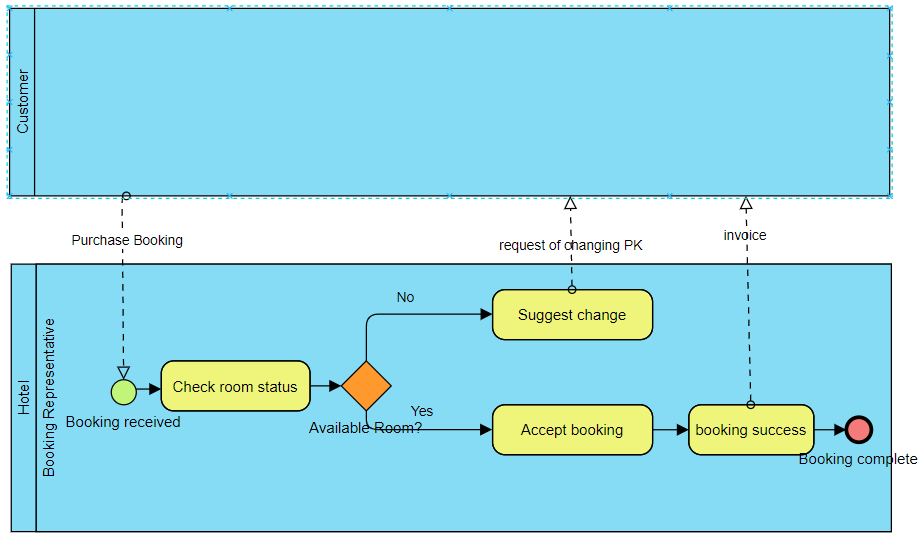 Customer
Purchase Booking
request of changing PK
invoice
Hotel
Booking Representative
No
Suggest change
Check room status
Booking received
Yes
Available Room?
Accept booking
booking success
Booking complete